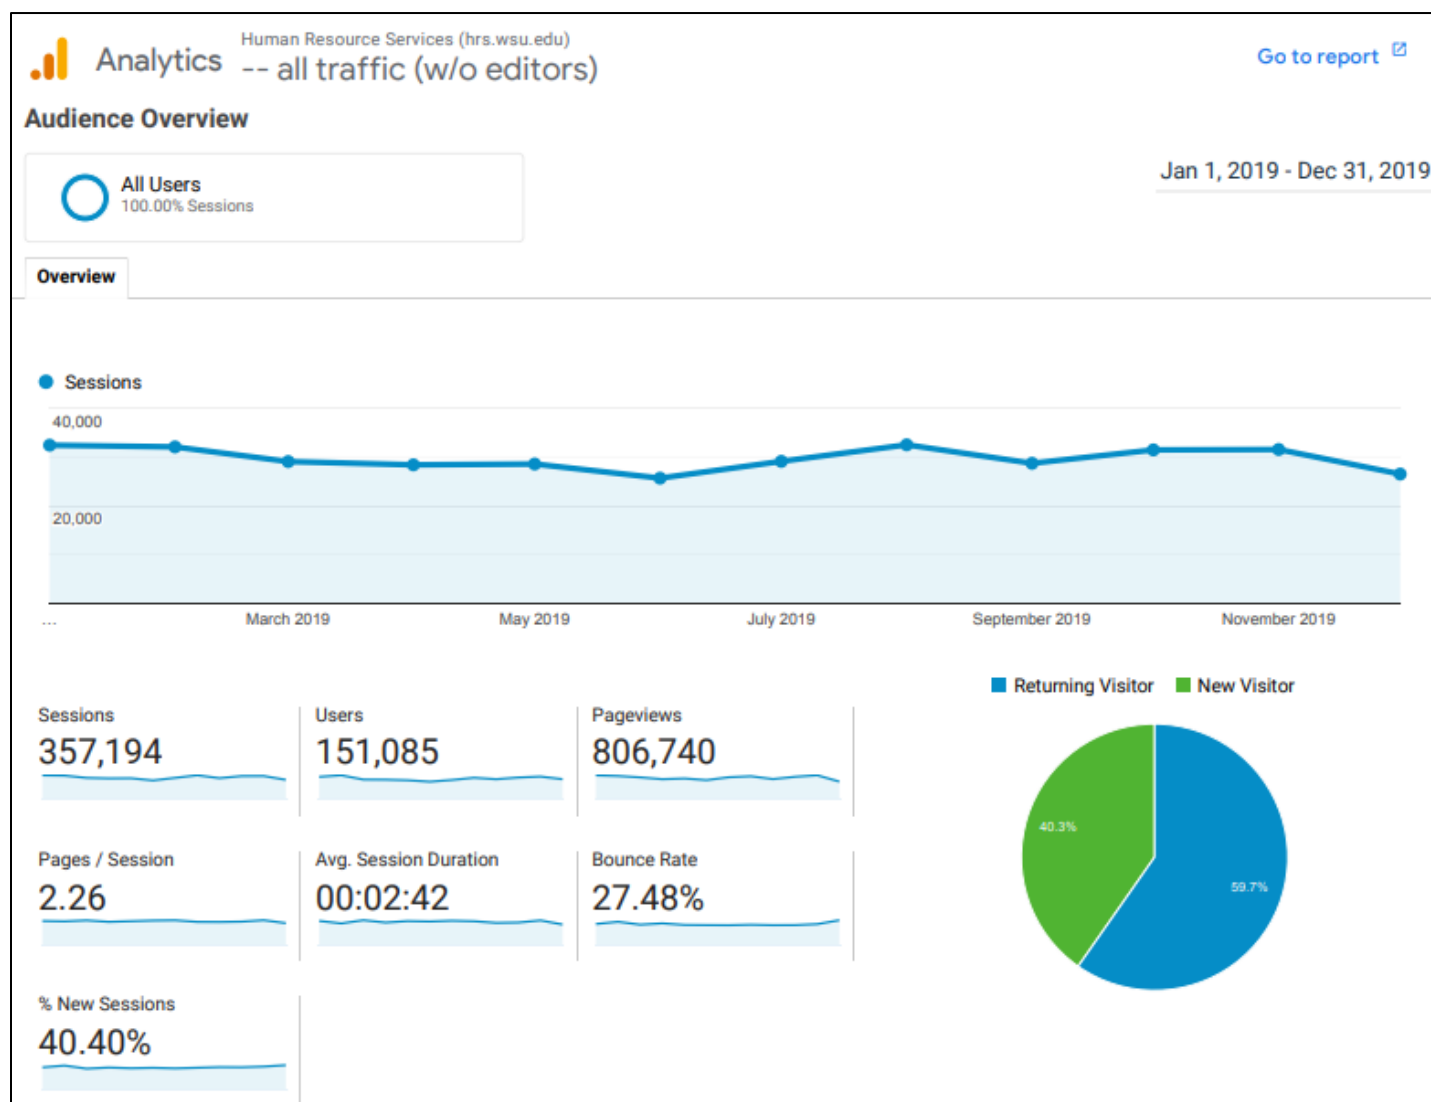 Analytics
Human Resource Services (hrs.wsu.edu)
-- all traffic (w/o editors)
Go to report
Audience Overview
All Users
100.00% Sessions
Jan 1, 2019 - Dec 31, 2019
Overview
Sessions
40,000
20,000
...
March 2019
May 2019
July 2019
September 2019
November 2019
Returning Visitor
New Visitor
Sessions
357,194
Users
151,085
Pageviews
806,740
Pages / Session
2.26
Avg. Session Duration
00:02:42
Bounce Rate
27.48%
% New Sessions
40.40%
40.3%
59.7%